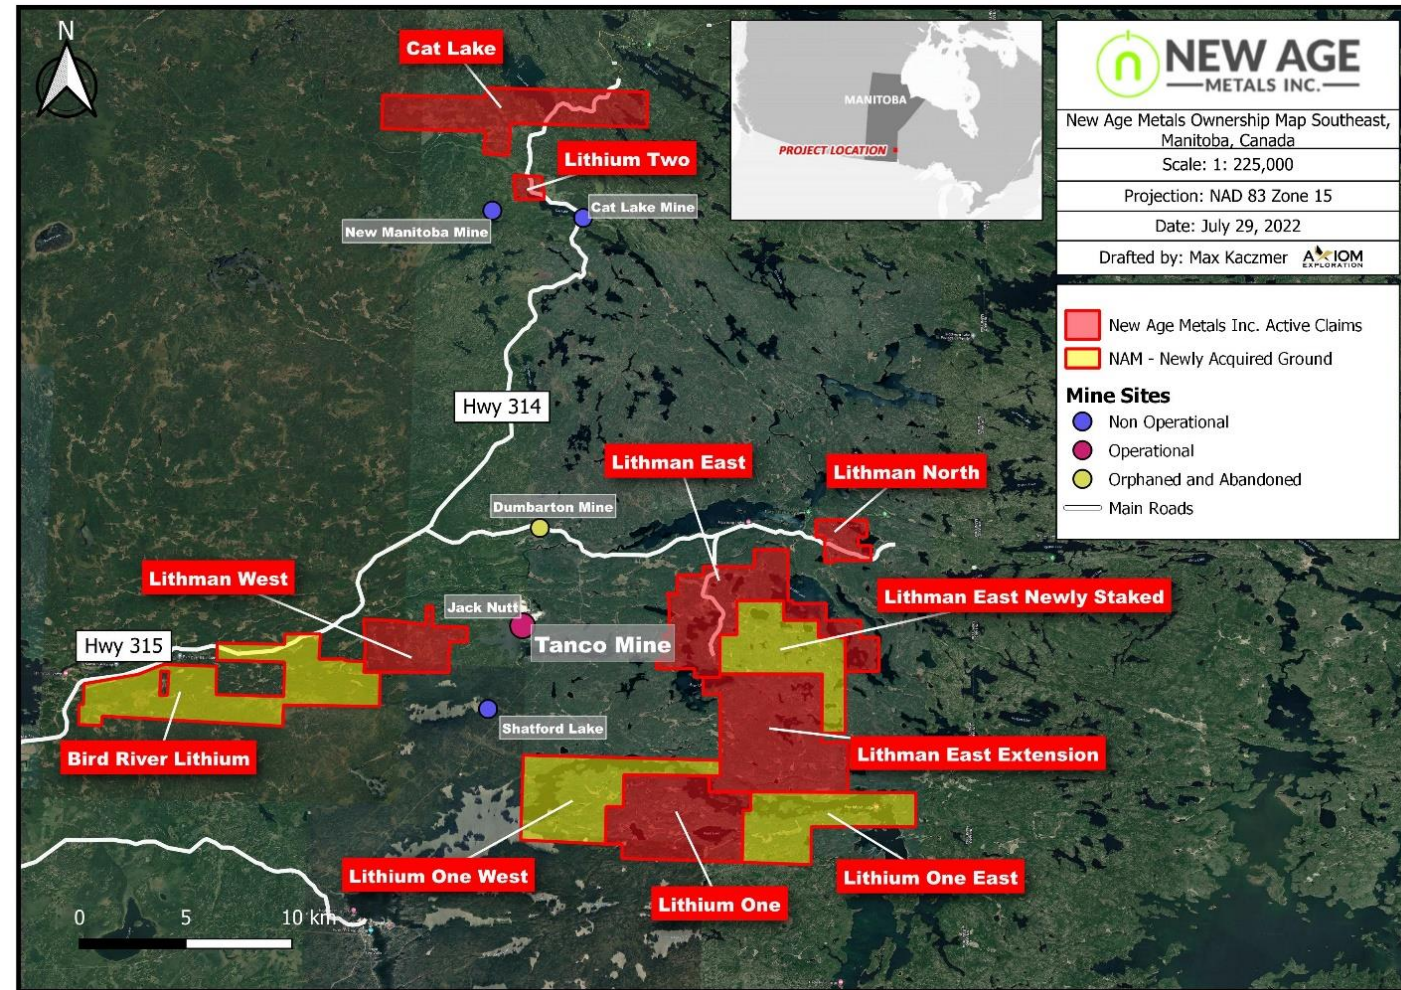 N
Cat Lake
Lithium Two
Cat Lake Mine
New Manitoba Mine
MANITOBA
PROJECT LOCATION
n NEW AGE
METALS INC.
New Age Metals Ownership Map Southeast,
Manitoba, Canada
Scale: 1: 225,000
Projection: NAD 83 Zone 15
Date: July 29, 2022
Drafted by: Max Kaczmer AXIOM
EXPLORATION
New Age Metals Inc. Active Claims
NAM - Newly Acquired Ground
Mine Sites
Non Operational
Operational
Orphaned and Abandoned
Main Roads
Hwy 314
Lithman East
Lithman North
Dumbarton Mine
Lithman West
Jack Nutt
Lithman East Newly Staked
Hwy 315
Tanco Mine
Shatford Lake
Bird River Lithium
Lithman East Extension
Lithium One West
Lithium One
Lithium One East
0 5 10 km